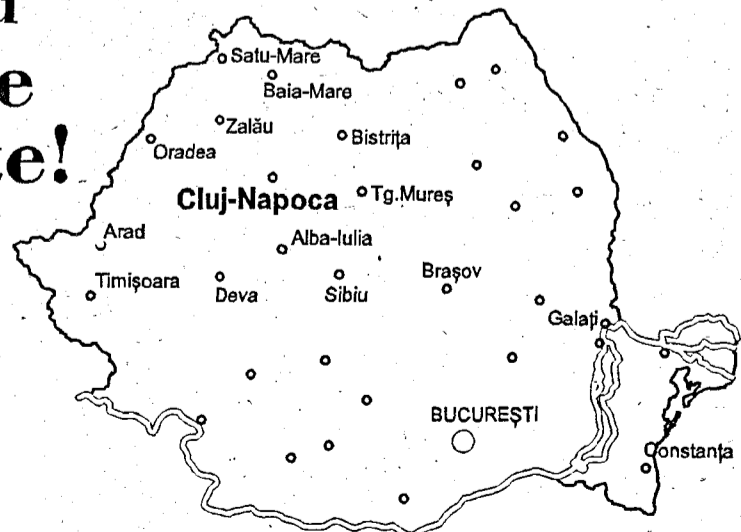 Satu-Mare
Baia-Mare
Zalău
Bistrița
Oradea
Cluj-Napoca
Tg.Mureș
Arad
Alba-Iulia
Timișoara
Deva
Sibiu
Brașov
Galați
BUCUREȘTI
Constanța